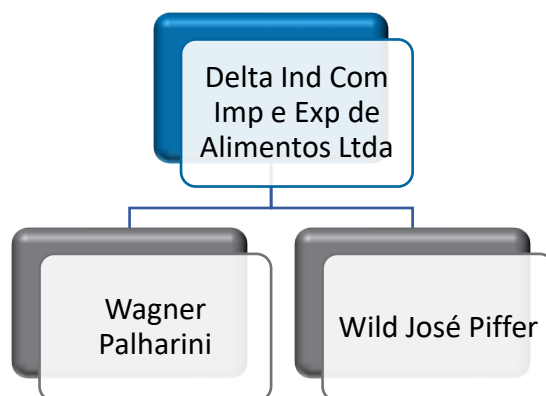 Delta Ind Com
Imp e Exp de
Alimentos Ltda
Wagner
Palharini
Wild José Piffer